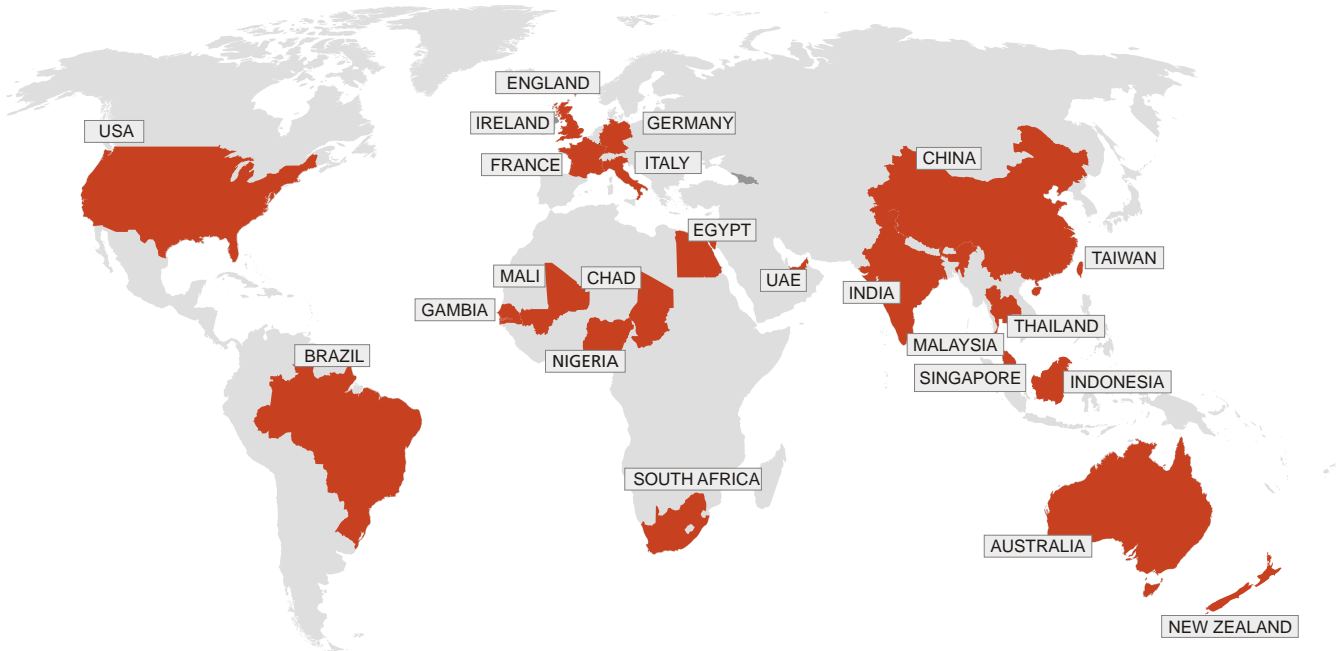 ENGLAND
USA
IRELAND
GERMANY
FRANCE
ITALY
CHINA
EGYPT
TAIWAN
MALI
CHAD
UAE
INDIA
GAMBIA
THAILAND
MALAYSIA
BRAZIL
NIGERIA
SINGAPORE
INDONESIA
SOUTH AFRICA
AUSTRALIA
NEW ZEALAND